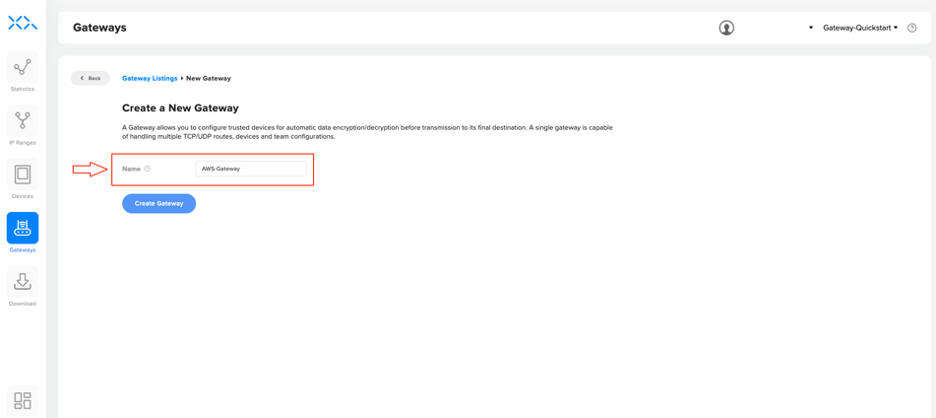 Gateways
Gateway-Quickstart
Back
Gateway Listings
New Gateway
Statistics
Create a New Gateway
A Gateway allows you to configure trusted devices for automatic data encryption/decryption before transmission to its final destination. A single gateway is capable
of handling multiple TCP/UDP routes, devices and team configurations.
IP Ranges
Name
AWS-Gateway
Devices
Create Gateway
Gateways
Download